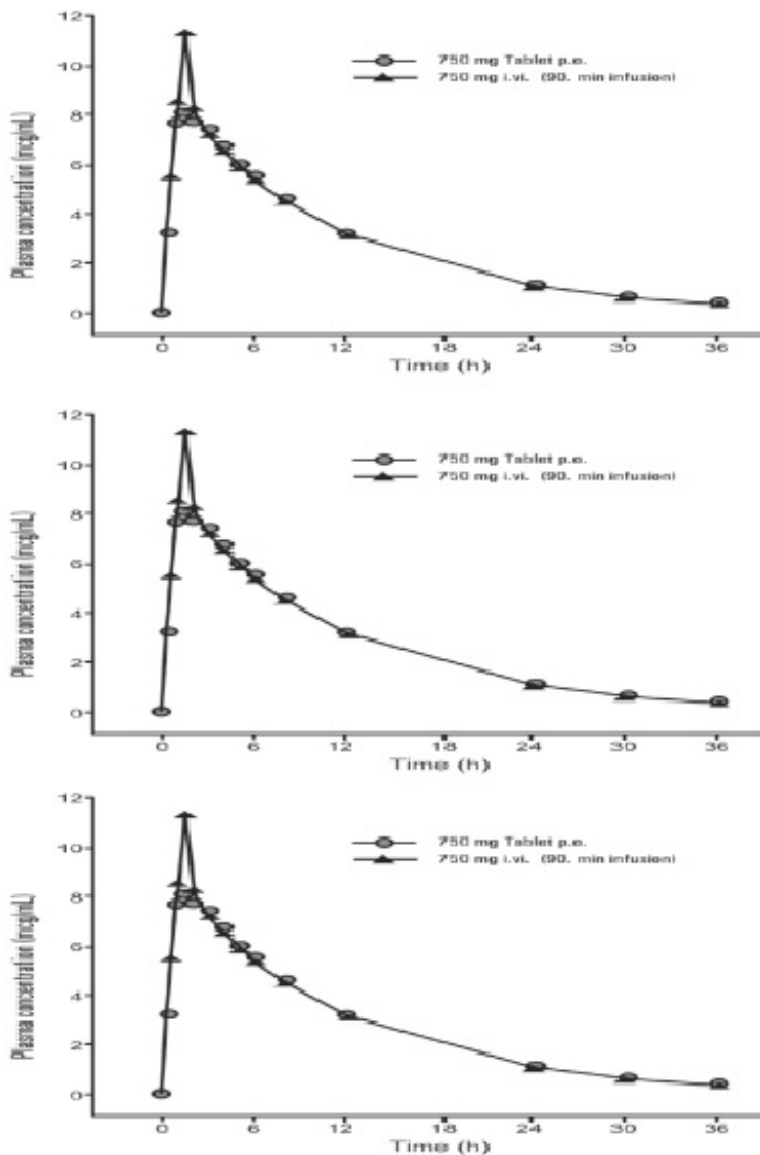 12
10
8
6
4
2
0
Plasma concentration (mcg/mL)
750 mg Tablet p.o.
750 mg i.v. (90. min infusion)
0 6 12 18 24 30 36
Time (h)
12
10
8
6
4
2
0
Plasma concentration (mcg/mL)
750 mg Tablet p.o.
750 mg i.v. (90. min infusion)
0 6 12 18 24 30 36
Time (h)
12
10
8
6
4
2
0
Plasma concentration (mcg/mL)
750 mg Tablet p.o.
750 mg i.v. (90. min infusion)
0 6 12 18 24 30 36
Time (h)